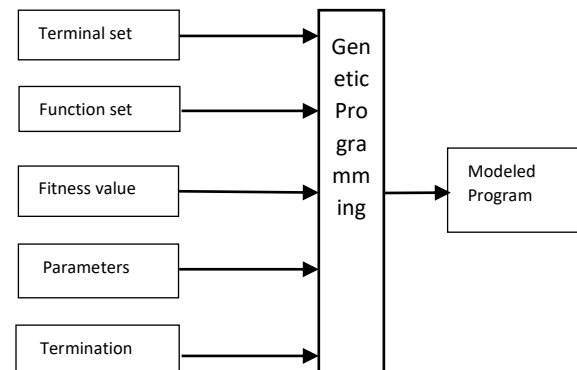 Terminal set
Function set
Fitness value
Parameters
Termination
Gen
etic
Pro
gra
mm
ing
Modeled
Program